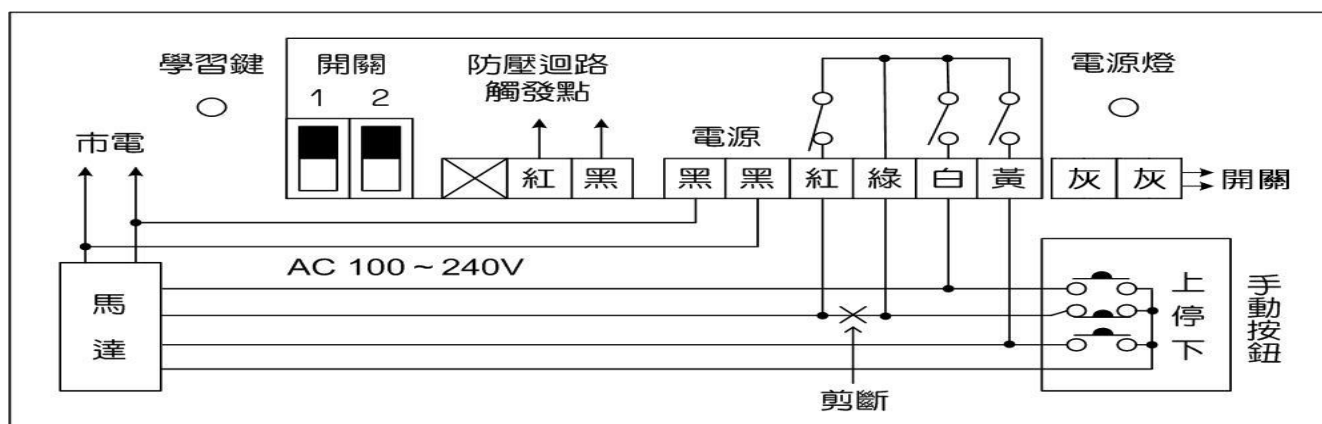 學習鍵
開關
1 2
防壓迴路
觸發點
電源
電源燈
市電
紅 黑 黑 黑 紅 綠 白 黃 灰 灰
開關
AC 100 ~ 240V
馬達
上
停
下
手動按鈕
剪斷